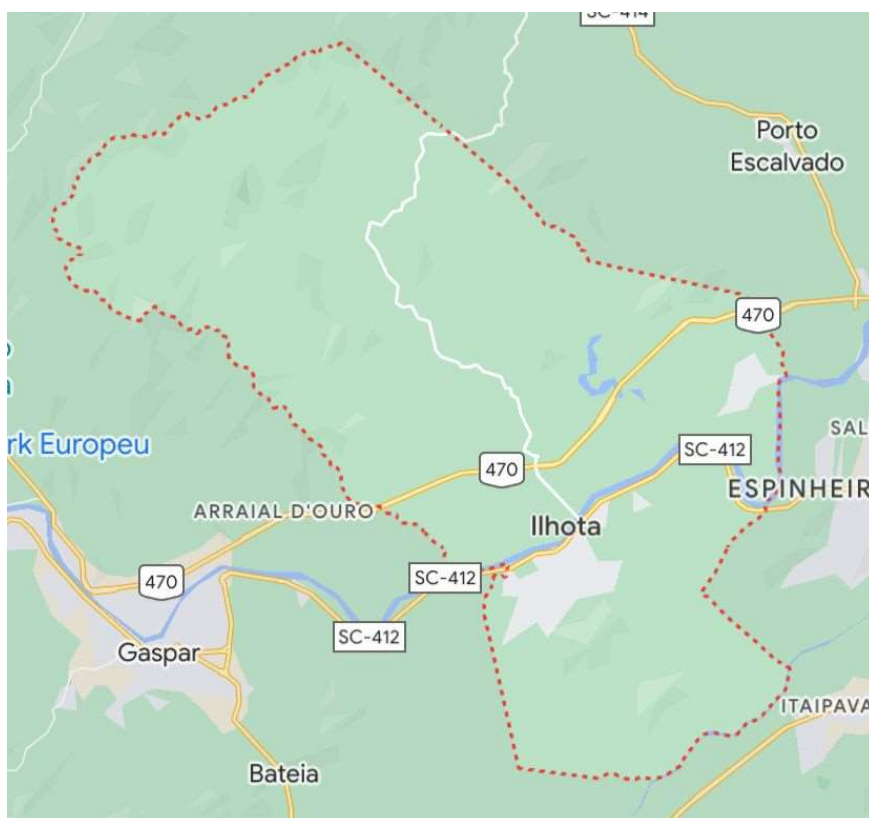 SC-414
Porto
Escalvado
470
rk Europeu
SAL
SC-412
470
ESPINHEIR
ARRAIAL D'OURO
Ilhota
470
SC-412
SC-412
Gaspar
ITAIPAVA
Bateia